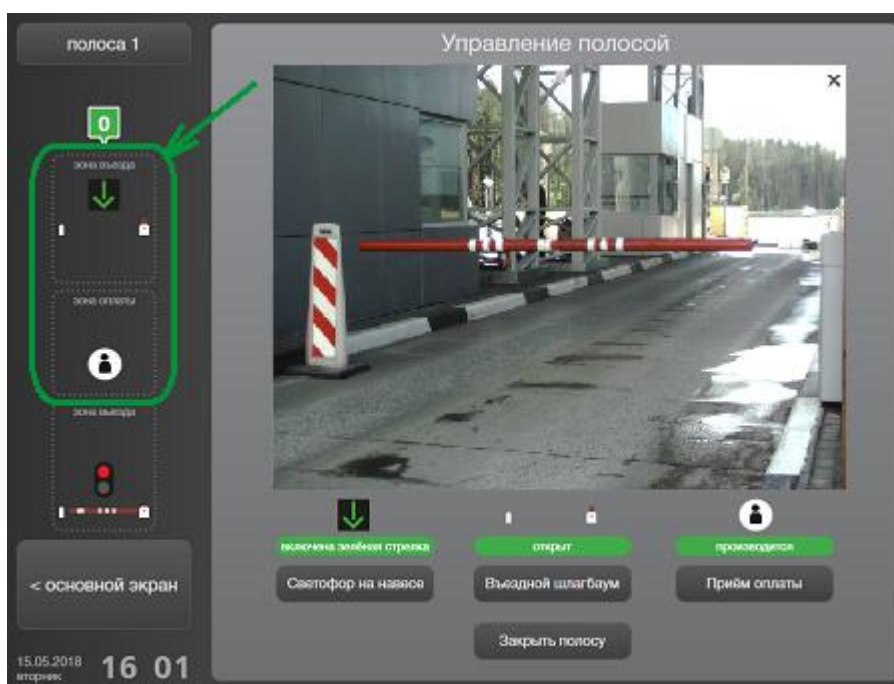 полоса 1
Управление полосой
0
зона въезда
зона оплаты
зона выезда
включена зелёная стрелка
открыт
производится
Светофор на навесе
Въездной шлагбаум
Приём оплаты
Закрыть полосу
< основной экран
15.05.2018
вторник
16 01